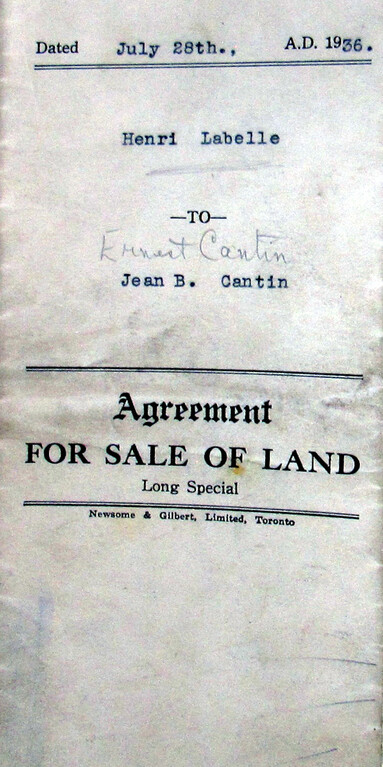 Dated July 28th., A.D. 1936.
Henri Labelle
—TO—
Ernest Cantin
Jean B. Cantin
Agreement
FOR SALE OF LAND
Long Special
Newsome & Gilbert, Limited, Toronto